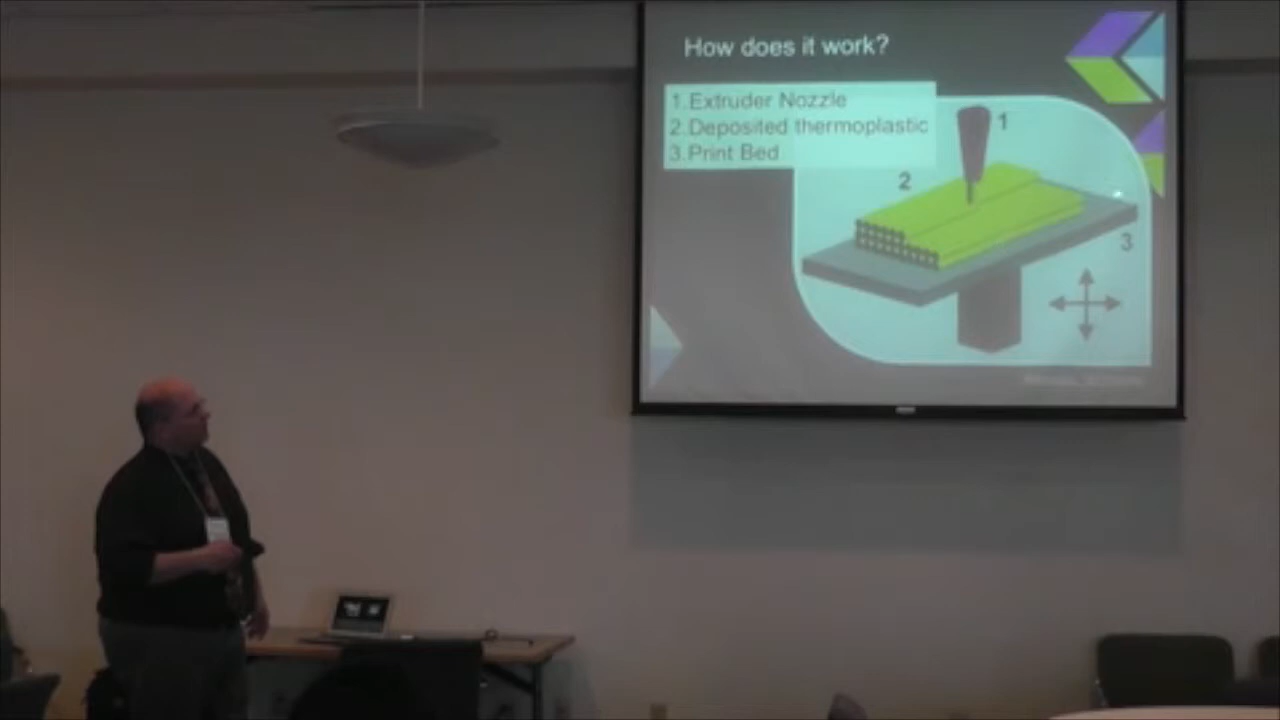 How does it work?
1.Extruder Nozzle
2.Deposited thermoplastic
3.Print Bed
1
2
3